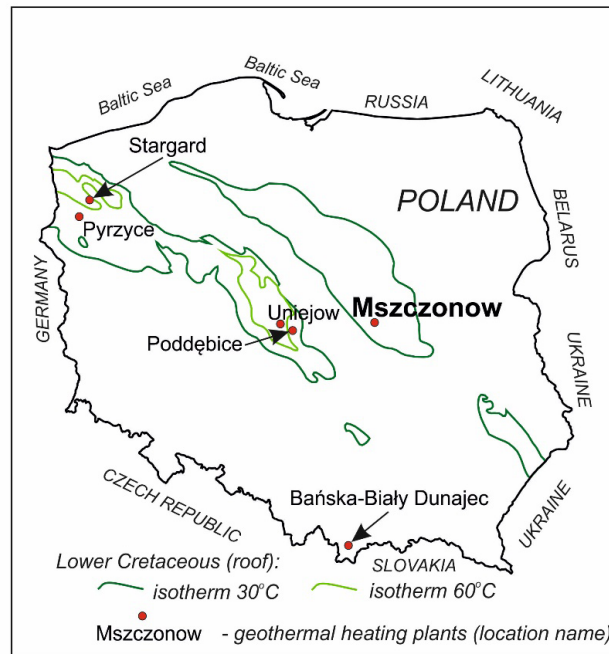 Baltic Sea
Baltic Sea
RUSSIA
LITHUANIA
Stargard
POLAND
BELARUS
Pyrzyce
GERMANY
Mszczonow
Uniejow
Poddębice
UKRAINE
CZECH REPUBLIC
Bańska-Biały Dunajec
UKRAINE
SLOVAKIA
Lower Cretaceous (roof):
isotherm 30°C
isotherm 60°C
Mszczonow - geothermal heating plants (location name)